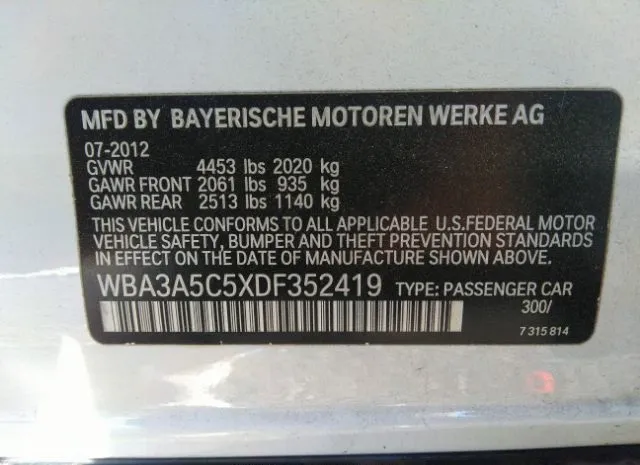 MFD BY BAYERISCHE MOTOREN WERKE AG
07-2012
GVWR 4453 lbs 2020 kg
GAWR FRONT 2061 lbs 935 kg
GAWR REAR 2513 lbs 1140 kg
THIS VEHICLE CONFORMS TO ALL APPLICABLE U.S.FEDERAL MOTOR
VEHICLE SAFETY, BUMPER AND THEFT PREVENTION STANDARDS
IN EFFECT ON THE DATE OF MANUFACTURE SHOWN ABOVE.
WBA3A5C5XDF352419 TYPE: PASSENGER CAR
300/
7 315 814